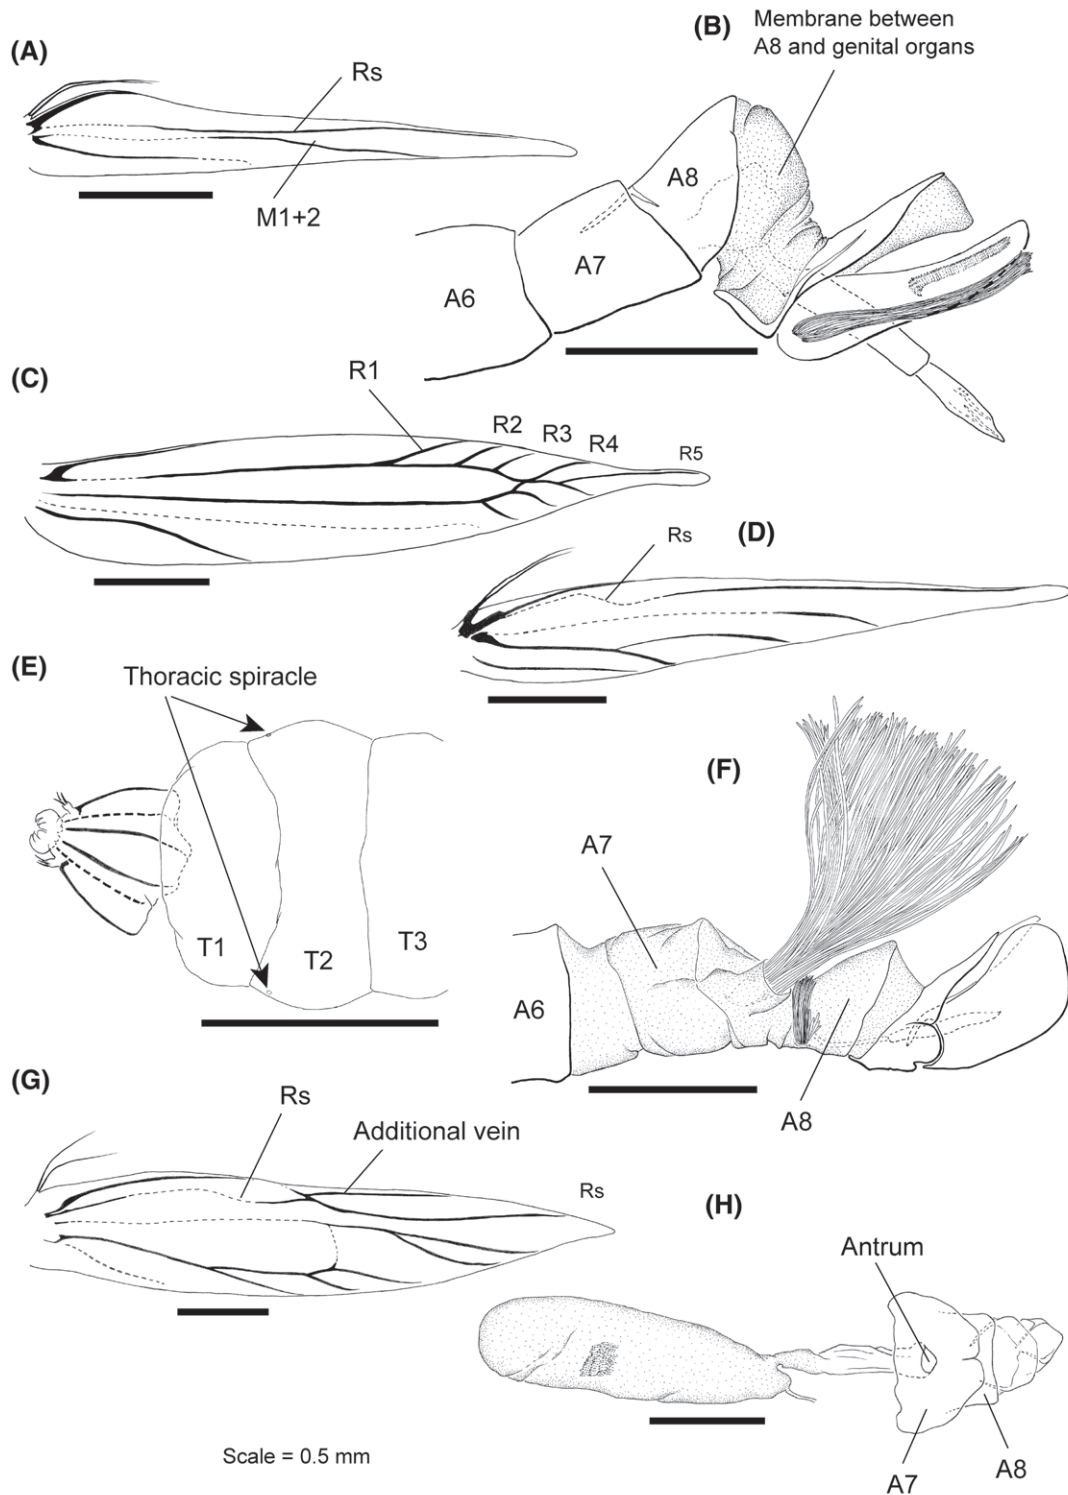 (A)
Rs
M1+2
(B)
Membrane between
A8 and genital organs
A8
A7
A6
(C)
R1
R2
R3
R4
R5
(D)
Rs
(E)
Thoracic spiracle
T1
T2
T3
(F)
A7
A6
A8
(G)
Rs
Additional vein
Rs
(H)
Antrum
A7
A8
Scale = 0.5 mm